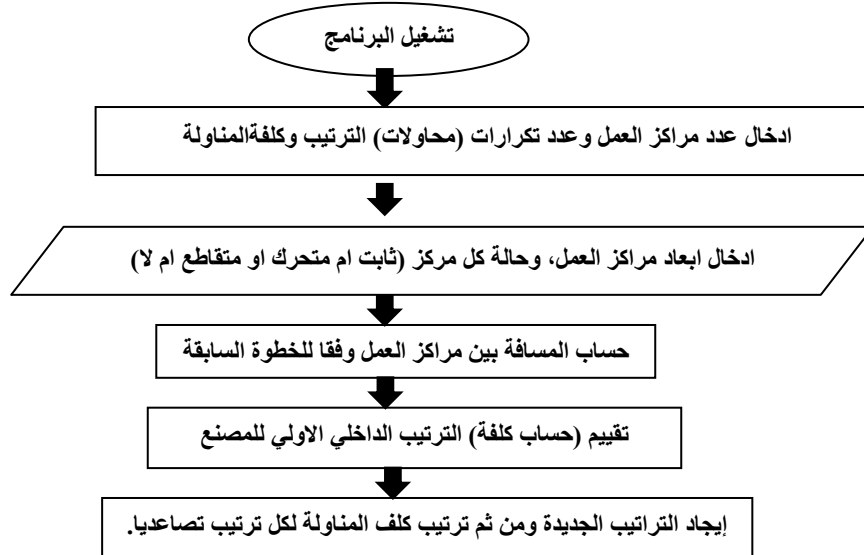 تشغيل البرنامج
ادخال عدد مراكز العمل وعدد تكرارات (محاولات) الترتيب وكلفةالمناولة
ادخال ابعاد مراكز العمل، وحالة كل مركز (ثابت ام متحرك او متقاطع ام لا)
حساب المسافة بين مراكز العمل وفقا للخطوة السابقة
تقييم (حساب كلفة) الترتيب الداخلي الاولي للمصنع
إيجاد التراتيب الجديدة ومن ثم ترتيب كلف المناولة لكل ترتيب تصاعديا.